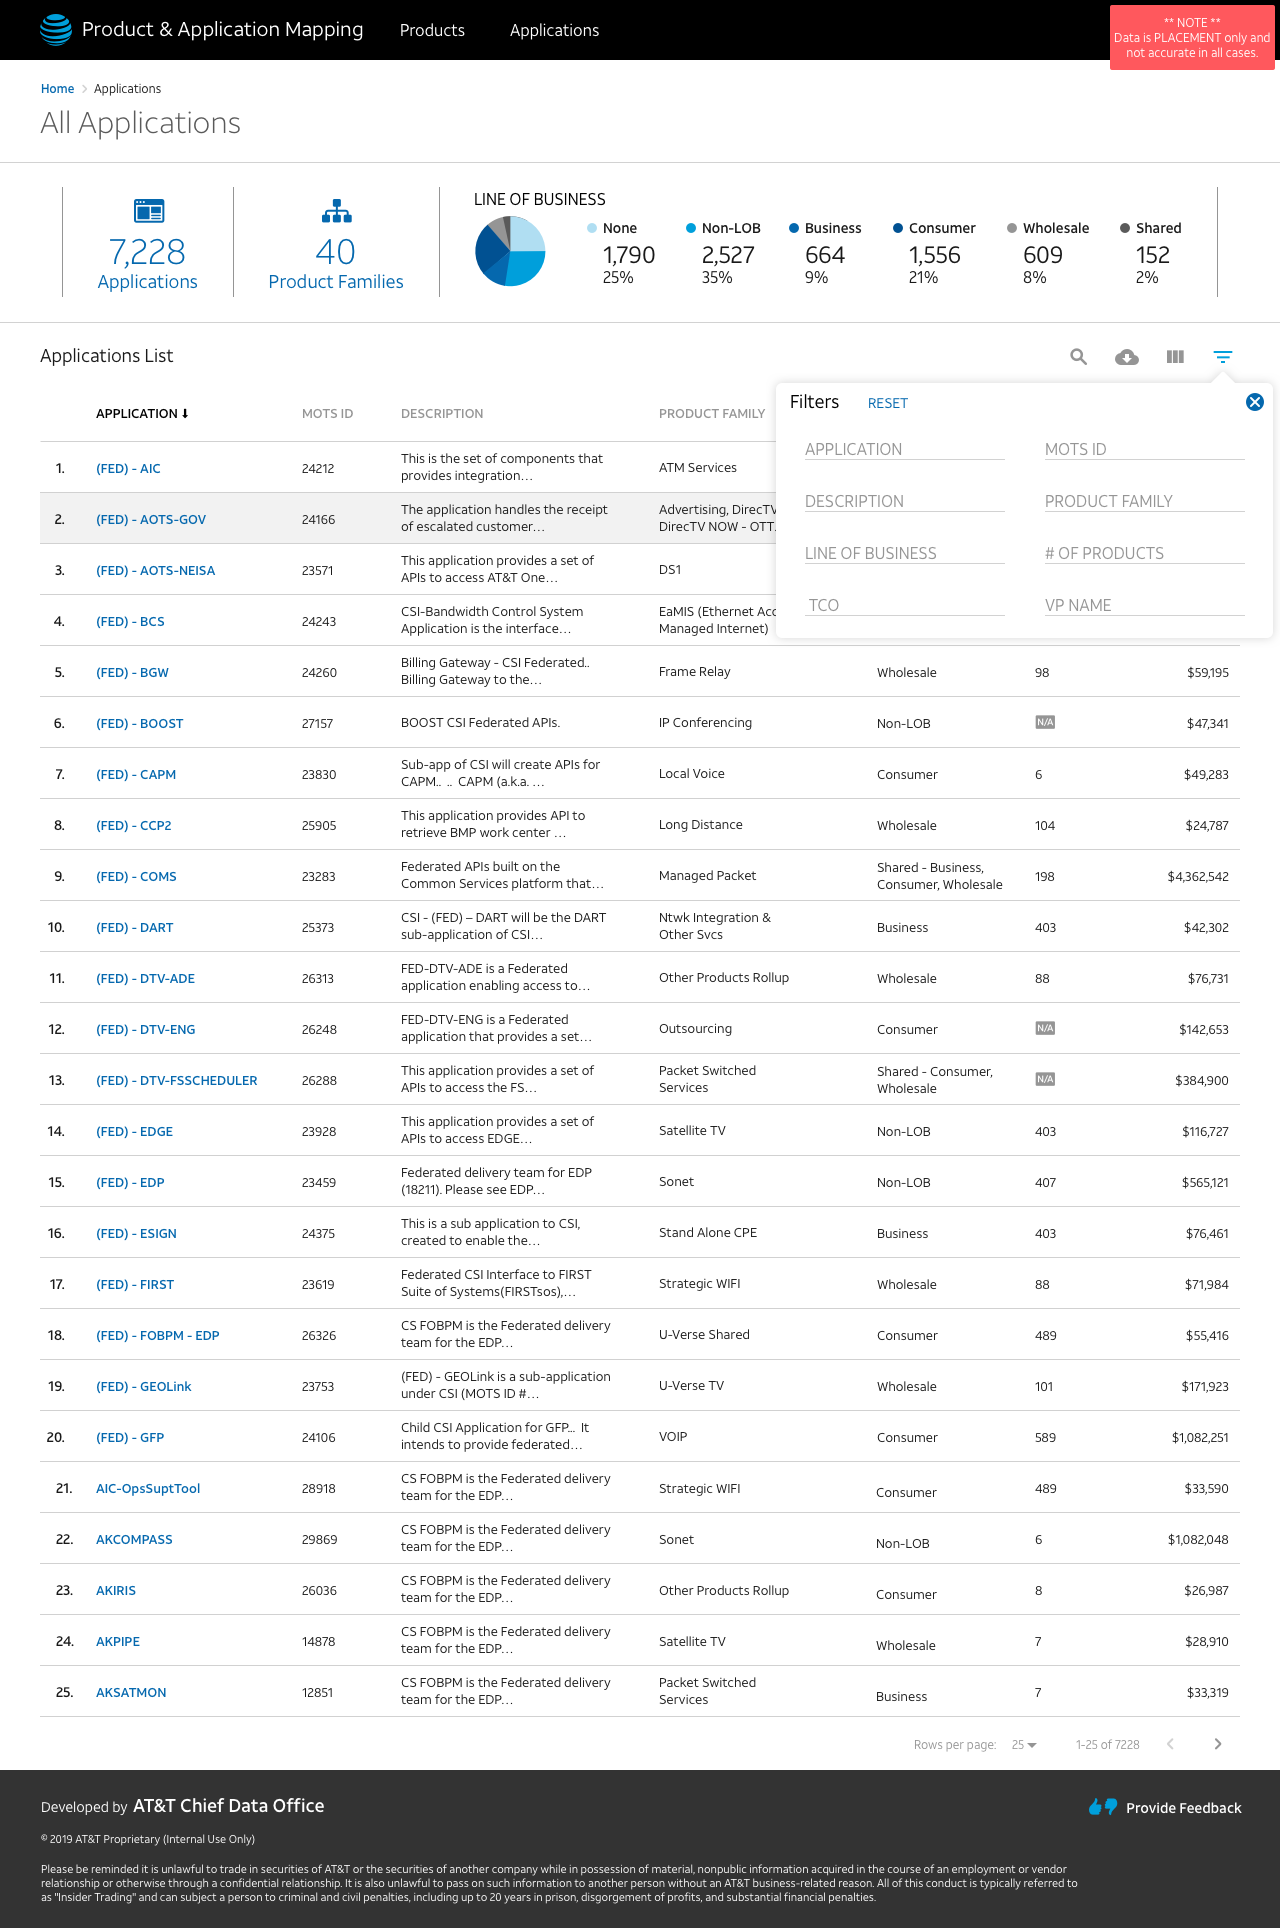 Product & Application Mapping
Products
Applications
** NOTE **
Data is PLACEMENT only and
not accurate in all cases.
Home
Applications
All Applications
7,228
Applications
40
Product Families
LINE OF BUSINESS
None
1,790
25%
Non-LOB
2,527
35%
Business
664
9%
Consumer
1,556
21%
Wholesale
609
8%
Shared
152
2%
Applications List
Filters
RESET
APPLICATION
MOTS ID
DESCRIPTION
PRODUCT FAMILY
LINE OF BUSINESS
# OF PRODUCTS
TCO
VP NAME
APPLICATION MOTS ID DESCRIPTION PRODUCT FAMILY
1. (FED) - AIC 24212 This is the set of components that
provides integration… ATM Services
2. (FED) - AOTS-GOV 24166 The application handles the receipt
of escalated customer… Advertising, DirecTV
DirecTV NOW - OTT
3. (FED) - AOTS-NEISA 23571 This application provides a set of
APIs to access AT&T One… DS1
4. (FED) - BCS 24243 CSI-Bandwidth Control System
Application is the interface… EaMIS (Ethernet
Managed Internet)
5. (FED) - BGW 24260 Billing Gateway - CSI Federated..
Billing Gateway to the… Frame Relay Wholesale 98 $59,195
6. (FED) - BOOST 27157 BOOST CSI Federated APIs. IP Conferencing Non-LOB N/A $47,341
7. (FED) - CAPM 23830 Sub-app of CSI will create APIs for
CAPM.. .. CAPM (a.k.a. … Local Voice Consumer 6 $49,283
8. (FED) - CCP2 25905 This application provides API to
retrieve BMP work center … Long Distance Wholesale 104 $24,787
9. (FED) - COMS 23283 Federated APIs built on the
Common Services platform that… Managed Packet Shared - Business,
Consumer, Wholesale 198 $4,362,542
10. (FED) - DART 25373 CSI - (FED) – DART will be the DART
sub-application of CSI… Ntwk Integration &
Other Svcs Business 403 $42,302
11. (FED) - DTV-ADE 26313 FED-DTV-ADE is a Federated
application enabling access to… Other Products Rollup Wholesale 88 $76,731
12. (FED) - DTV-ENG 26248 FED-DTV-ENG is a Federated
application that provides a set… Outsourcing Consumer N/A $142,653
13. (FED) - DTV-FSSCHEDULER 26288 This application provides a set of
APIs to access the FS… Packet Switched
Services Shared - Consumer,
Wholesale N/A $384,900
14. (FED) - EDGE 23928 This application provides a set of
APIs to access EDGE… Satellite TV Non-LOB 403 $116,727
15. (FED) - EDP 23459 Federated delivery team for EDP
(18211). Please see EDP… Sonet Non-LOB 407 $565,121
16. (FED) - ESIGN 24375 This is a sub application to CSI,
created to enable the… Stand Alone CPE Business 403 $76,461
17. (FED) - FIRST 23619 Federated CSI Interface to FIRST
Suite of Systems(FIRSTsos),… Strategic WIFI Wholesale 88 $71,984
18. (FED) - FOBPM - EDP 26326 CS FOBPM is the Federated delivery
team for the EDP… U-Verse Shared Consumer 489 $55,416
19. (FED) - GEOLink 23753 (FED) - GEOLink is a sub-application
under CSI (MOTS ID #… U-Verse TV Wholesale 101 $171,923
20. (FED) - GFP 24106 Child CSI Application for GFP... It
intends to provide federated… VOIP Consumer 589 $1,082,251
21. AIC-OpsSuptTool 28918 CS FOBPM is the Federated delivery
team for the EDP… Strategic WIFI Consumer 489 $33,590
22. AKCOMPASS 29869 CS FOBPM is the Federated delivery
team for the EDP… Sonet Non-LOB 6 $1,082,048
23. AKIRIS 26036 CS FOBPM is the Federated delivery
team for the EDP… Other Products Rollup Consumer 8 $26,987
24. AKPIPE 14878 CS FOBPM is the Federated delivery
team for the EDP… Satellite TV Wholesale 7 $28,910
25. AKSATMON 12851 CS FOBPM is the Federated delivery
team for the EDP… Packet Switched
Services Business 7 $33,319
Rows per page: 25 1-25 of 7228
Developed by AT&T Chief Data Office
Provide Feedback
© 2019 AT&T Proprietary (Internal Use Only)
Please be reminded it is unlawful to trade in securities of AT&T or the securities of another company while in possession of material, nonpublic information acquired in the course of an employment or vendor
relationship or otherwise through a confidential relationship. It is also unlawful to pass on such information to another person without an AT&T business-related reason. All of this conduct is typically referred to
as "Insider Trading" and can subject a person to criminal and civil penalties, including up to 20 years in prison, disgorgement of profits, and substantial financial penalties.